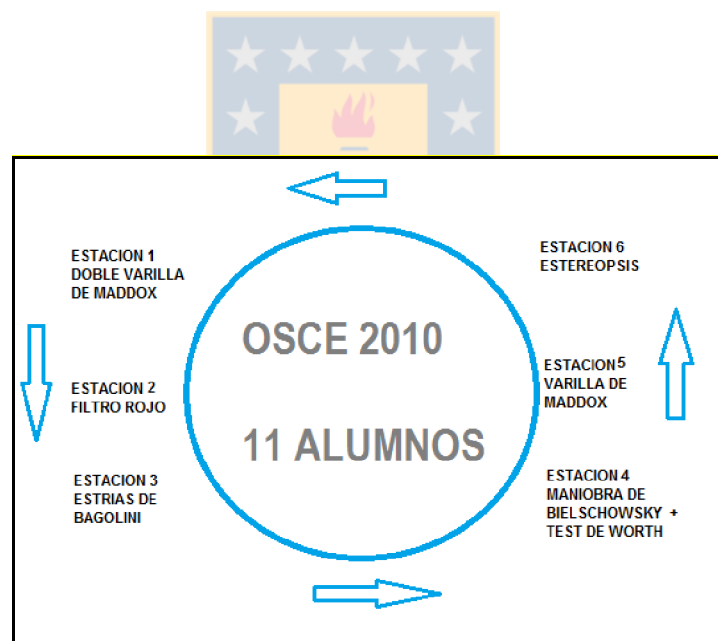 ESTACION 1
DOBLE VARILLA
DE MADDOX
ESTACION 2
FILTRO ROJO
ESTACION 3
ESTRIAS DE
BAGOLINI
OSCE 2010
11 ALUMNOS
ESTACION 6
ESTEREOPSIS
ESTACION 5
VARILLA DE
MADDOX
ESTACION 4
MANIOBRA DE
BIELSCHOWSKY +
TEST DE WORTH